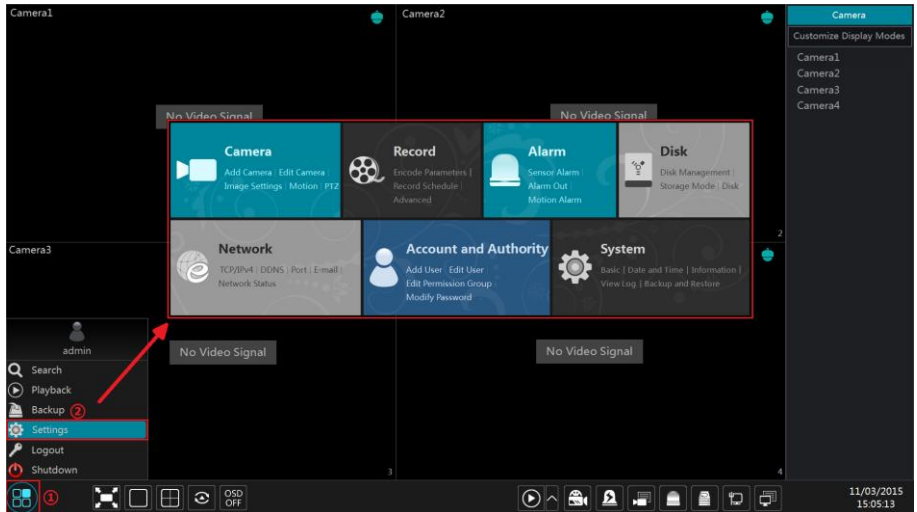 Camera1
Camera2
Camera
Customize Display Modes
Camera1
Camera2
Camera3
Camera4
No Video Signal
No Video Signal
Camera
Add Camera | Edit Camera |
Image Settings | Motion | PTZ
Record
Encode Parameters |
Record Schedule |
Advanced
Alarm
Sensor Alarm |
Alarm Out |
Motion Alarm
Disk
Disk Management |
Storage Mode | Disk
2
Camera3
Network
TCP/IPv4 | DDNS | Port | E-mail |
Network Status
Account and Authority
Add User | Edit User
Edit Permission Group
Modify Password
System
Basic | Date and Time | Information |
View Log | Backup and Restore
admin
No Video Signal
No Video Signal
Search
Playback
Backup ②
Settings
Logout
Shutdown
3
4
①
OSD
OFF
11/03/2015
15:05:13